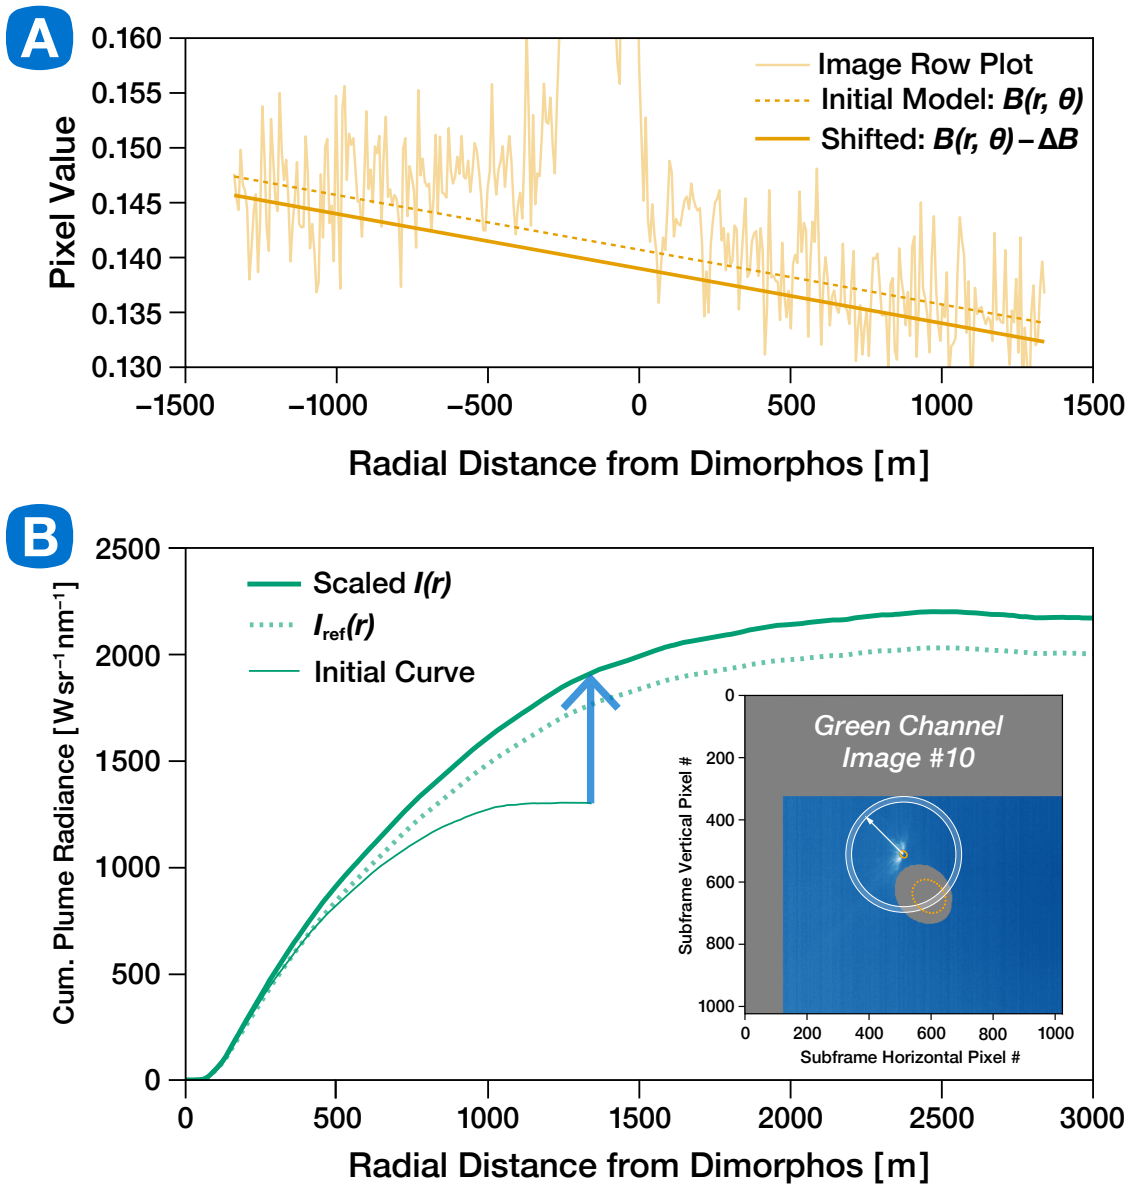 A
0.160
0.155
0.150
0.145
0.140
0.135
0.130
Pixel Value
Image Row Plot
Initial Model: B(r, θ)
Shifted: B(r, θ) – ΔB
−1500 −1000 −500 0 500 1000 1500
Radial Distance from Dimorphos [m]
B
2500
2000
1500
1000
500
0
Cum. Plume Radiance [W sr⁻¹ nm⁻¹]
Scaled I(r)
Iref(r)
Initial Curve
Green Channel
Image #10
0
200
400
600
800
1000
Subframe Vertical Pixel #
0 200 400 600 800 1000
Subframe Horizontal Pixel #
0 500 1000 1500 2000 2500 3000
Radial Distance from Dimorphos [m]